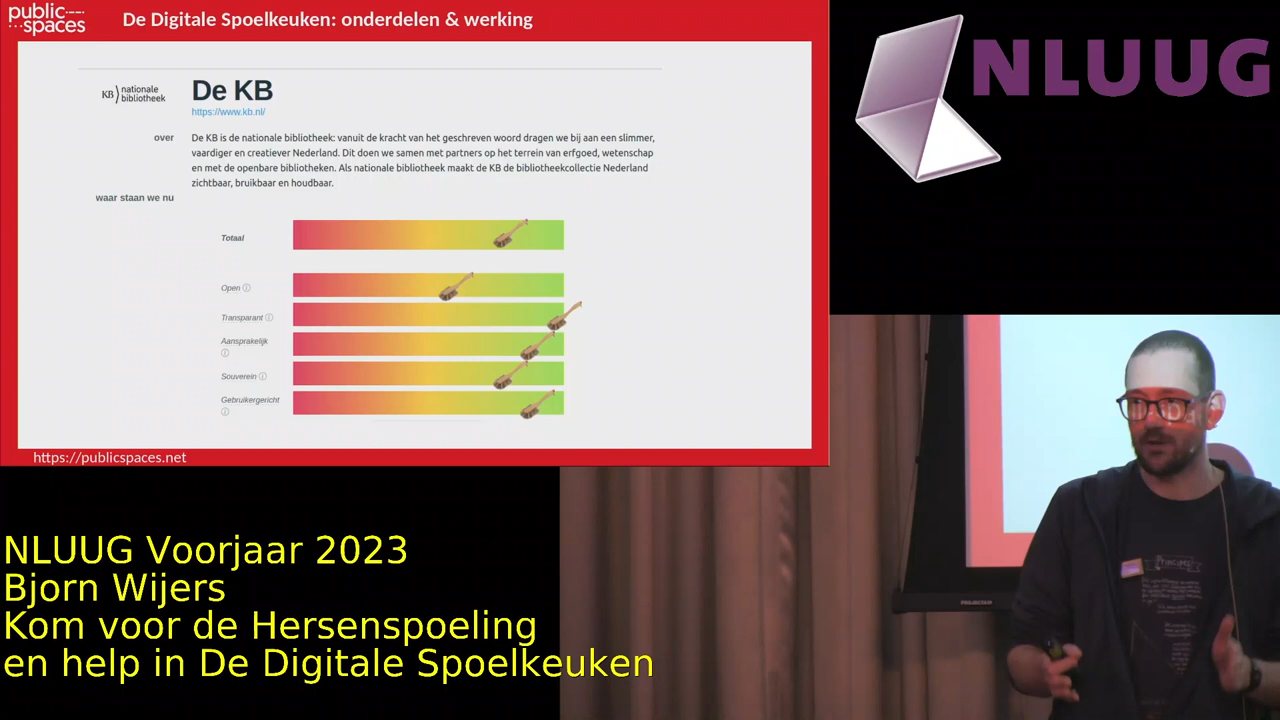 public
spaces
De Digitale Spoelkeuken: onderdelen & werking
KB nationale
bibliotheek
De KB
https://www.kb.nl/
over
De KB is de nationale bibliotheek: vanuit de kracht van het geschreven woord dragen we bij aan een slimmer,
vaardiger en creatiever Nederland. Dit doen we samen met partners op het terrein van erfgoed, wetenschap
en met de openbare bibliotheken. Als nationale bibliotheek maakt de KB de bibliotheekcollectie Nederland
zichtbaar, bruikbaar en houdbaar.
waar staan we nu
Totaal
Open
Transparant
Aansprakelijk
Souverein
Gebruikergericht
https://publicspaces.net
NLUUG
Principes
NLUUG Voorjaar 2023
Bjorn Wijers
Kom voor de Hersenspoeling
en help in De Digitale Spoelkeuken